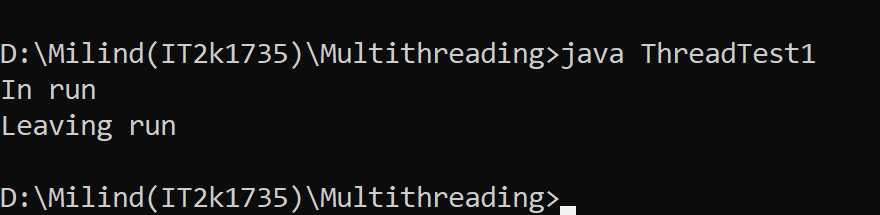 D:\Milind(IT2k1735)\Multithreading>java ThreadTest1
In run
Leaving run
D:\Milind(IT2k1735)\Multithreading>